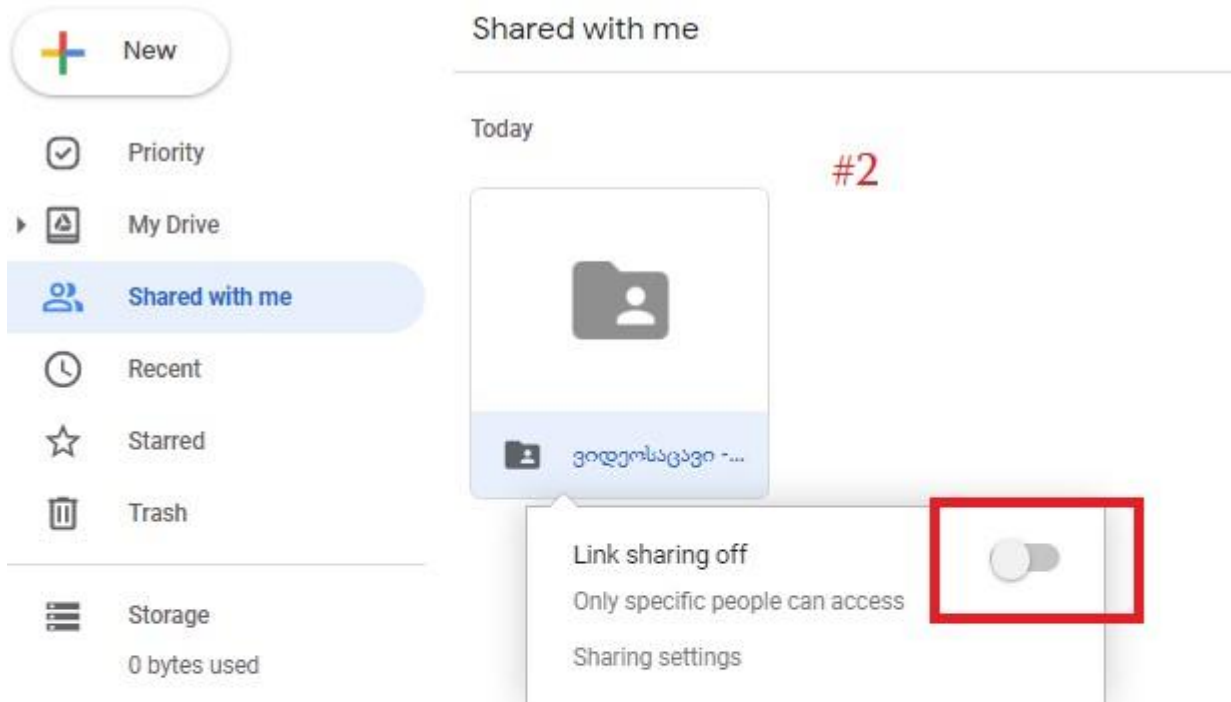 New
Priority
My Drive
Shared with me
Recent
Starred
Trash
Storage
0 bytes used
Shared with me
Today
#2
ვიდეოსაცავი -...
Link sharing off
Only specific people can access
Sharing settings